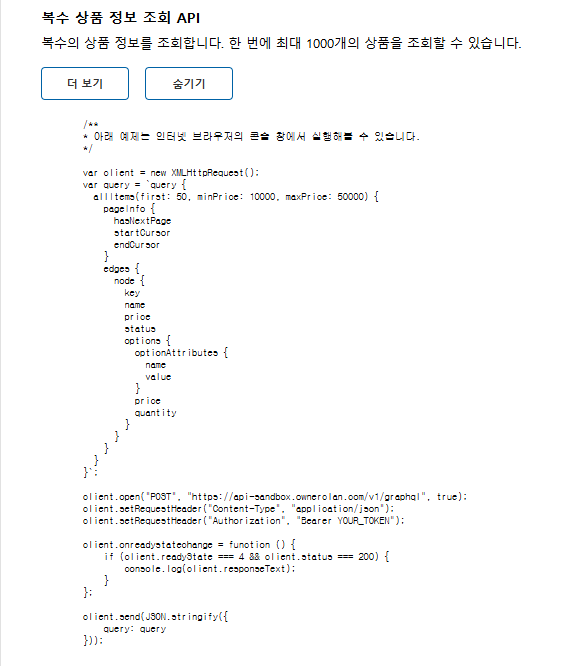 복수 상품 정보 조회 API
복수의 상품 정보를 조회합니다. 한 번에 최대 1000개의 상품을 조회할 수 있습니다.
더 보기 숨기기
/**
* 아래 예제는 인터넷 브라우저의 콘솔 창에서 실행해볼 수 있습니다.
*/
var client = new XMLHttpRequest();
var query = `query {
allItems(first: 50, minPrice: 10000, maxPrice: 50000) {
pageInfo {
hasNextPage
startCursor
endCursor
}
edges {
node {
key
name
price
status
options {
optionAttributes {
name
value
}
price
quantity
}
}
}
}
}`;
client.open("POST", "https://api-sandbox.ownerclan.com/v1/graphql", true);
client.setRequestHeader("Content-Type", "application/json");
client.setRequestHeader("Authorization", "Bearer YOUR_TOKEN");
client.onreadystatechange = function () {
if (client.readyState === 4 && client.status === 200) {
console.log(client.responseText);
}
};
client.send(JSON.stringify({
query: query
}));